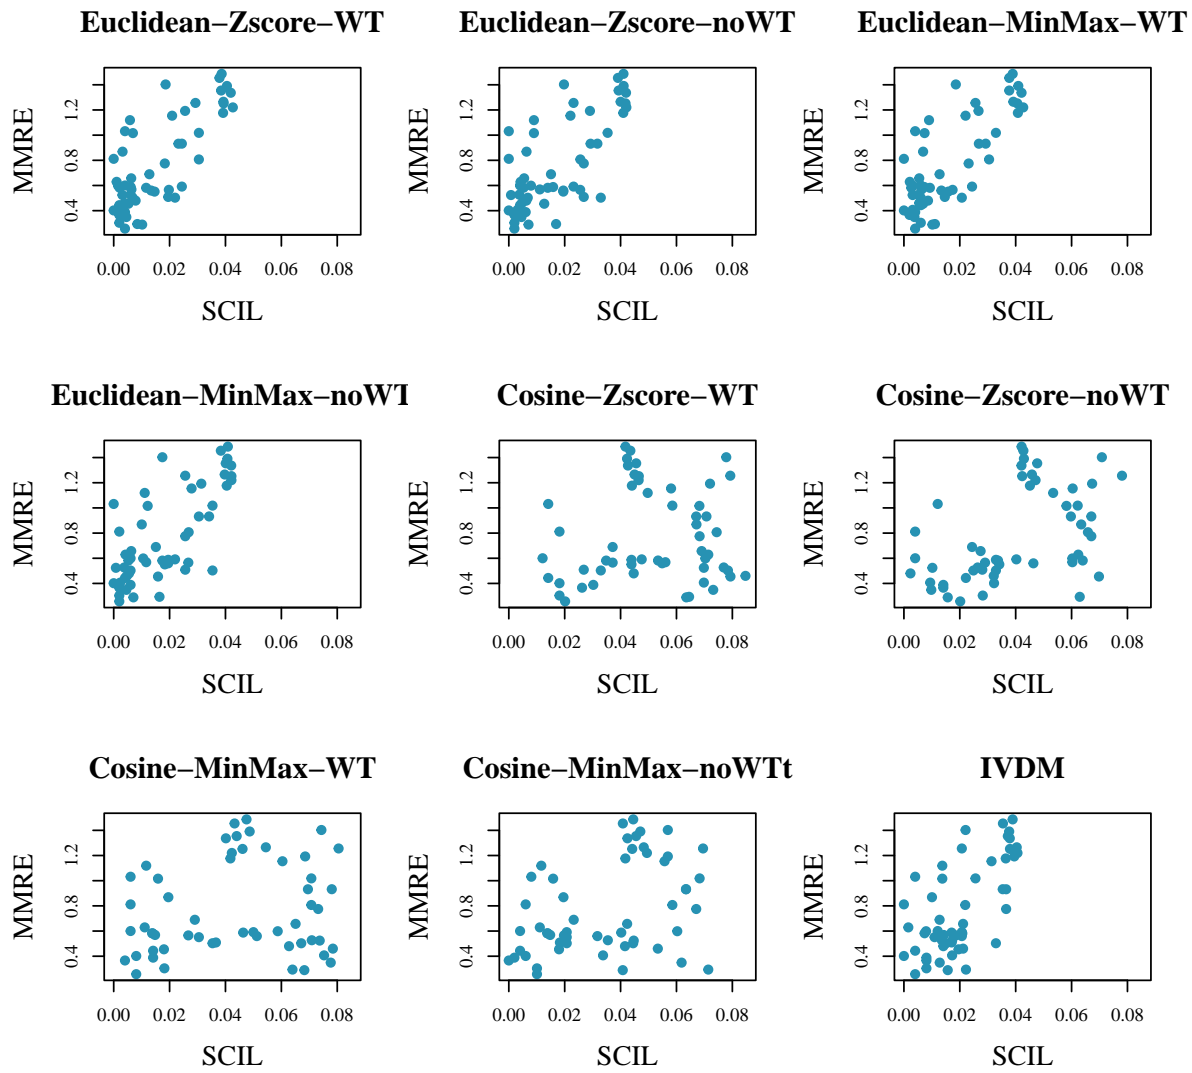 Euclidean−Zscore−WT
MMRE
1.2
0.8
0.4
0.00 0.02 0.04 0.06 0.08
SCIL
Euclidean−Zscore−noWT
MMRE
1.2
0.8
0.4
0.00 0.02 0.04 0.06 0.08
SCIL
Euclidean−MinMax−WT
MMRE
1.2
0.8
0.4
0.00 0.02 0.04 0.06 0.08
SCIL
Euclidean−MinMax−noWT
MMRE
1.2
0.8
0.4
0.00 0.02 0.04 0.06 0.08
SCIL
Cosine−Zscore−WT
MMRE
1.2
0.8
0.4
0.00 0.02 0.04 0.06 0.08
SCIL
Cosine−Zscore−noWT
MMRE
1.2
0.8
0.4
0.00 0.02 0.04 0.06 0.08
SCIL
Cosine−MinMax−WT
MMRE
1.2
0.8
0.4
0.00 0.02 0.04 0.06 0.08
SCIL
Cosine−MinMax−noWTt
MMRE
1.2
0.8
0.4
0.00 0.02 0.04 0.06 0.08
SCIL
IVDM
MMRE
1.2
0.8
0.4
0.00 0.02 0.04 0.06 0.08
SCIL